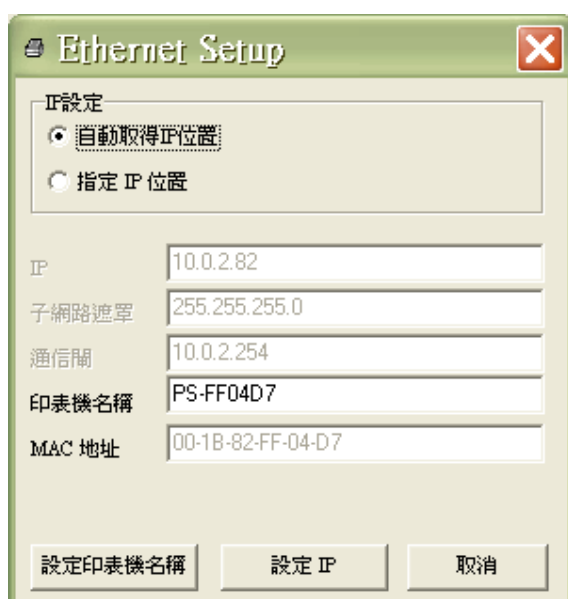 Ethernet Setup
IP設定
自動取得IP位置
指定 IP 位置
IP 10.0.2.82
子網路遮罩 255.255.255.0
通信閘 10.0.2.254
印表機名稱 PS-FF04D7
MAC 地址 00-1B-82-FF-04-D7
設定印表機名稱 設定 IP 取消